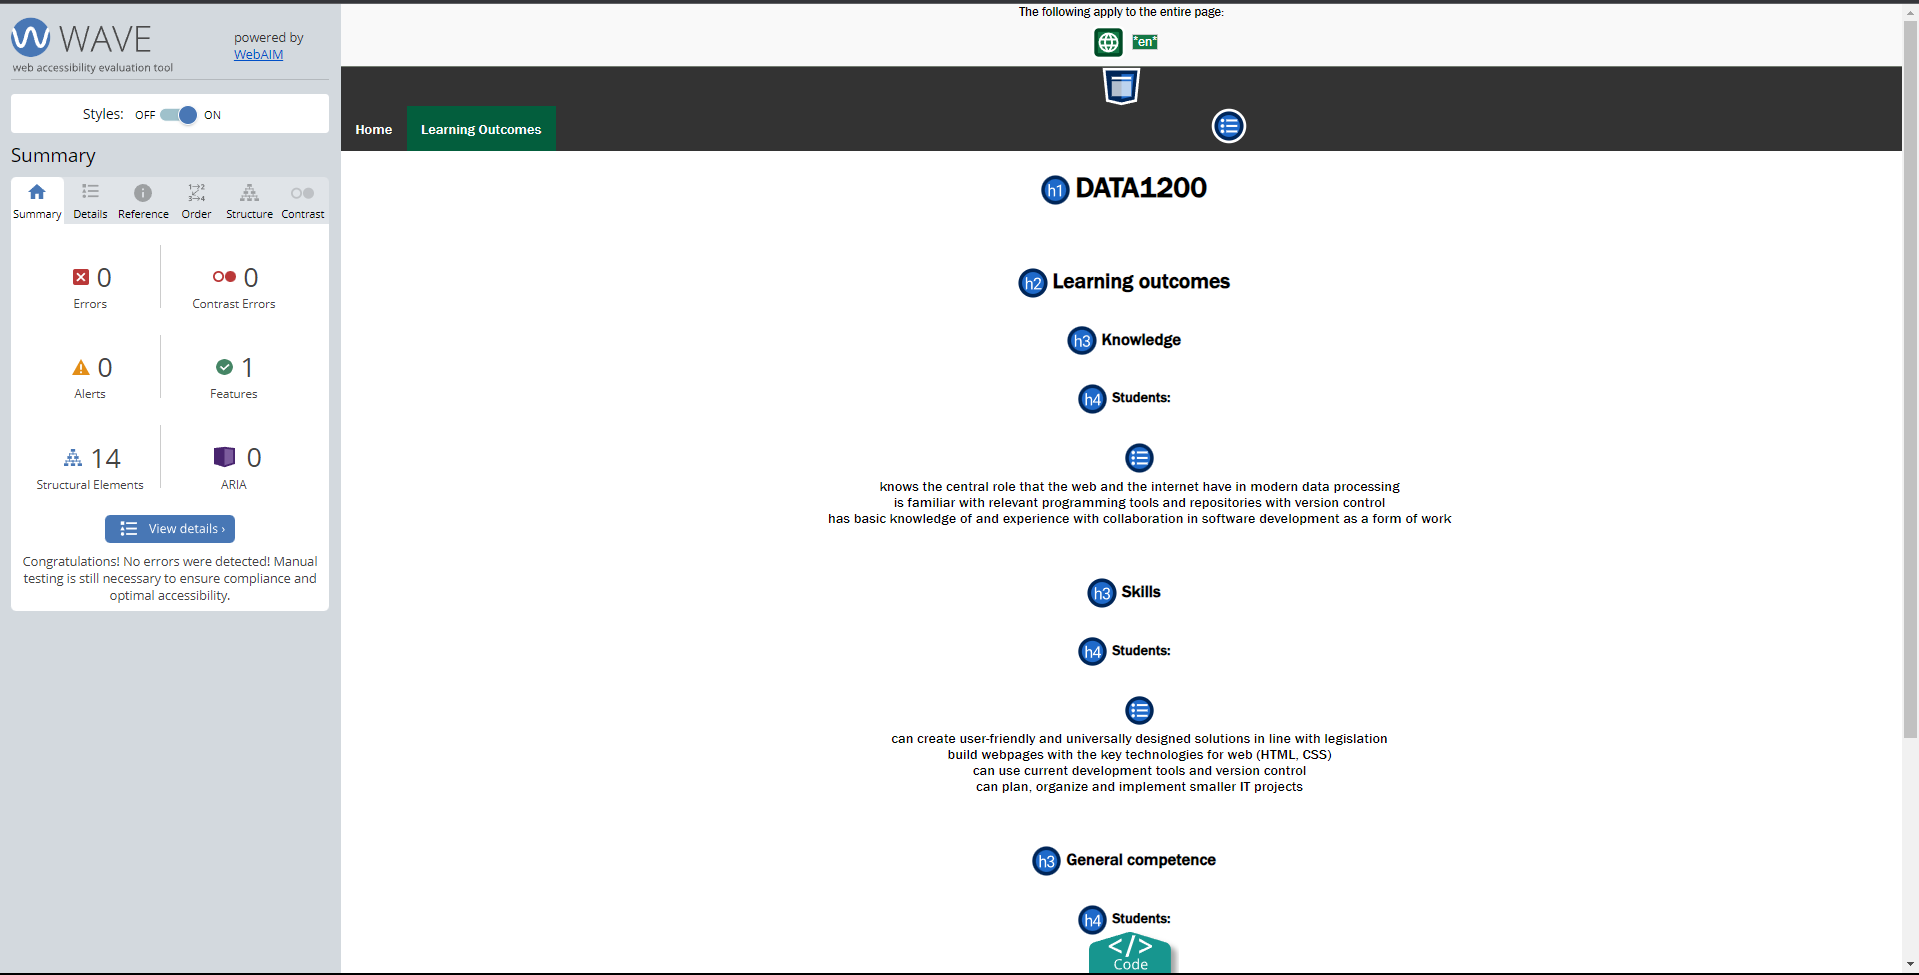 WAVE
powered by
WebAIM
web accessibility evaluation tool
Styles: OFF ON
Summary
Summary Details Reference Order Structure Contrast
1→2
3→4
0 0
Errors Contrast Errors
0 1
Alerts Features
14 0
Structural Elements ARIA
View details ›
Congratulations! No errors were detected! Manual
testing is still necessary to ensure compliance and
optimal accessibility.
The following apply to the entire page:
*en*
Home Learning Outcomes
h1 DATA1200
h2 Learning outcomes
h3 Knowledge
h4 Students:
knows the central role that the web and the internet have in modern data processing
is familiar with relevant programming tools and repositories with version control
has basic knowledge of and experience with collaboration in software development as a form of work
h3 Skills
h4 Students:
can create user-friendly and universally designed solutions in line with legislation
build webpages with the key technologies for web (HTML, CSS)
can use current development tools and version control
can plan, organize and implement smaller IT projects
h3 General competence
h4 Students:
</>
Code